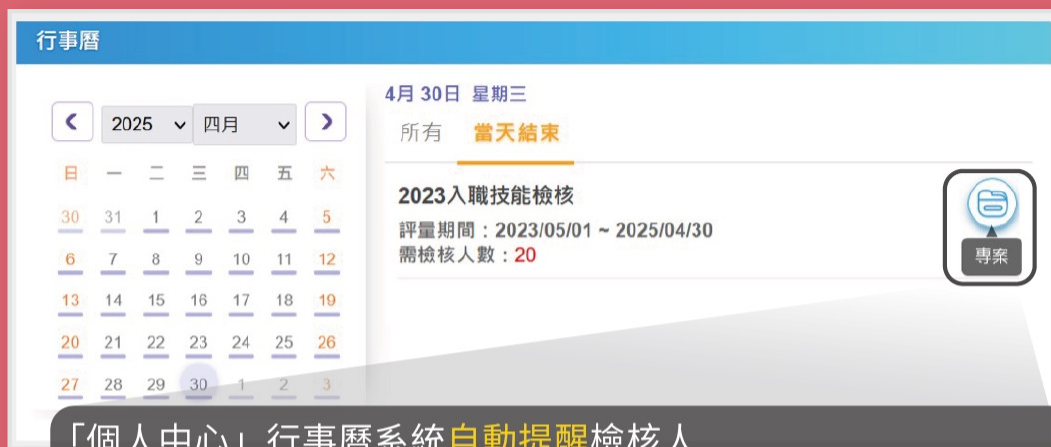 行事曆
4月30日 星期三
2025 四月
所有 當天結束
日 一 二 三 四 五 六
30 31 1 2 3 4 5
6 7 8 9 10 11 12
13 14 15 16 17 18 19
20 21 22 23 24 25 26
27 28 29 30 1 2 3
2023入職技能檢核
評量期間：2023/05/01 ~ 2025/04/30
需檢核人數：20
專案
「個人中心」行事曆系統自動提醒檢核人